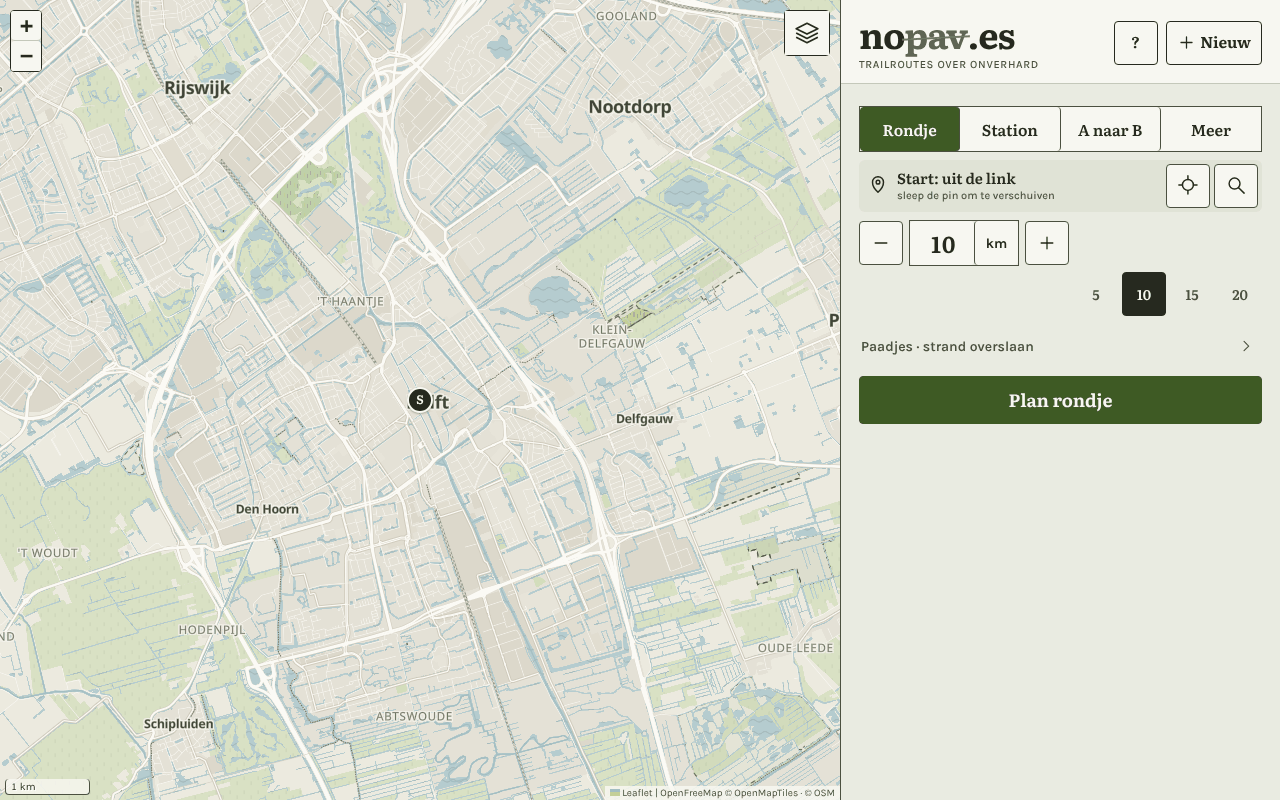 +
−
GOOLAND
Rijswijk
Nootdorp
'T HAANTJE
KLEIN-
DELFGAUW
P
S
lft
Delfgauw
Den Hoorn
'T WOUDT
HODENPIJL
ND
OUDE LEEDE
ABTSWOUDE
Schipluiden
1 km
Leaflet | OpenFreeMap © OpenMapTiles · © OSM
nopav.es
TRAILROUTES OVER ONVERHARD
?
+ Nieuw
Rondje
Station
A naar B
Meer
Start: uit de link
sleep de pin om te verschuiven
−
10
km
+
5
10
15
20
Paadjes · strand overslaan
Plan rondje